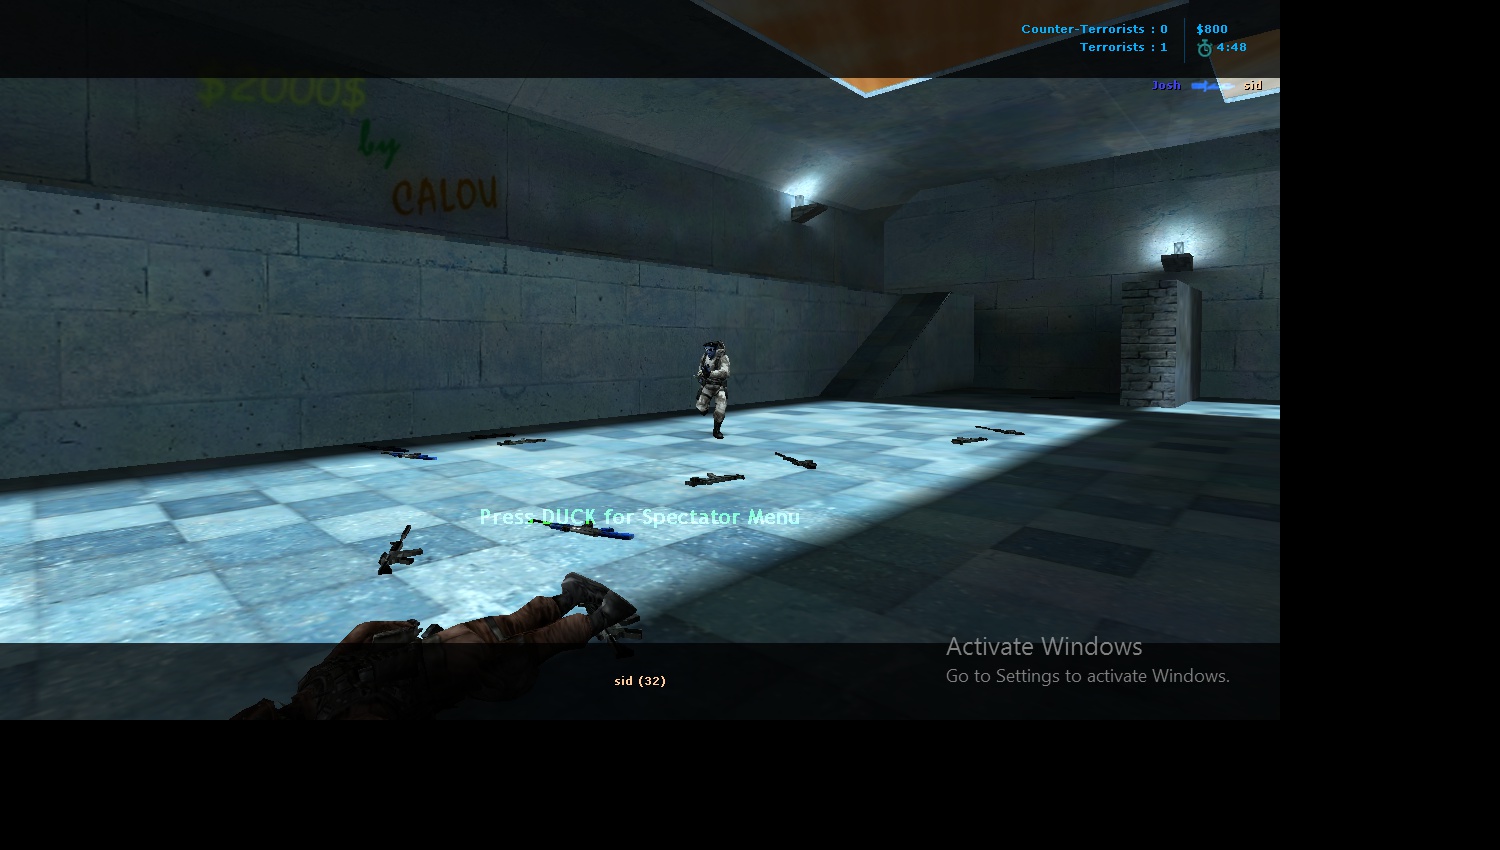 Counter-Terrorists : 0
$800
Terrorists : 1
4:48
Josh
sid
$2000$
by
CALOU
Press DUCK for Spectator Menu
Activate Windows
Go to Settings to activate Windows.
sid (32)